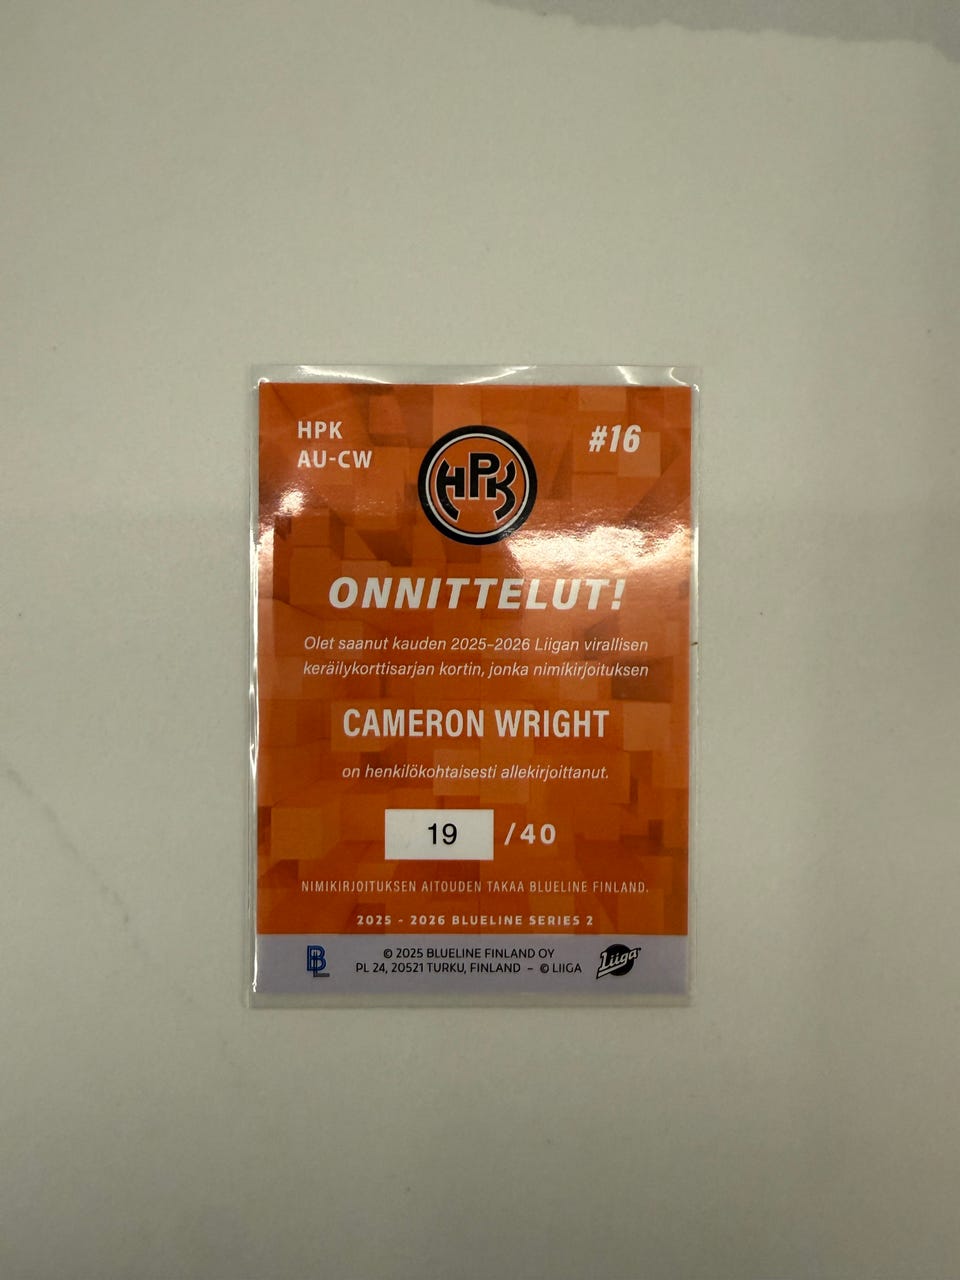 HPK
AU-CW
#16
HPK
ONNITTELUT!
Olet saanut kauden 2025-2026 Liigan virallisen
keräilykorttisarjan kortin, jonka nimikirjoituksen
CAMERON WRIGHT
on henkilökohtaisesti allekirjoittanut.
19 /40
NIMIKIRJOITUKSEN AITOUDEN TAKAA BLUELINE FINLAND.
2025 - 2026 BLUELINE SERIES 2
BL
© 2025 BLUELINE FINLAND OY
PL 24, 20521 TURKU, FINLAND - © LIIGA
Liiga